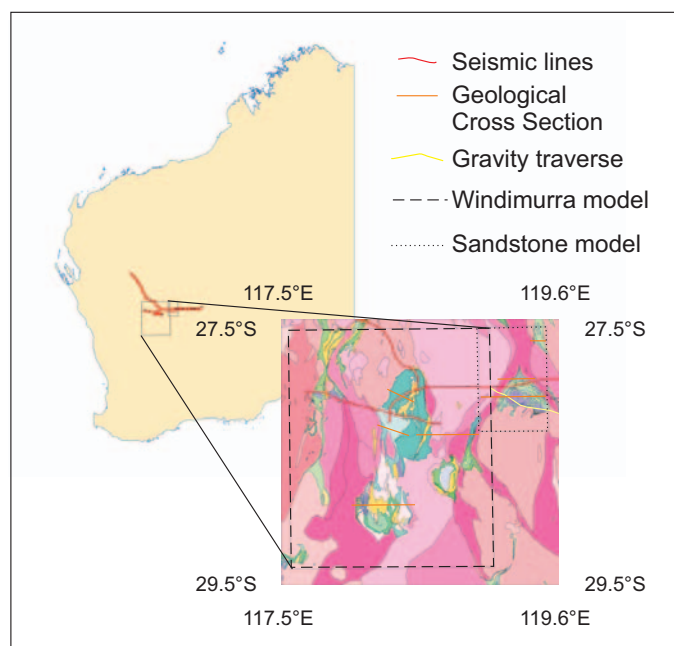 Seismic lines
Geological
Cross Section
Gravity traverse
Windimurra model
Sandstone model
117.5°E
119.6°E
27.5°S
27.5°S
29.5°S
29.5°S
117.5°E
119.6°E